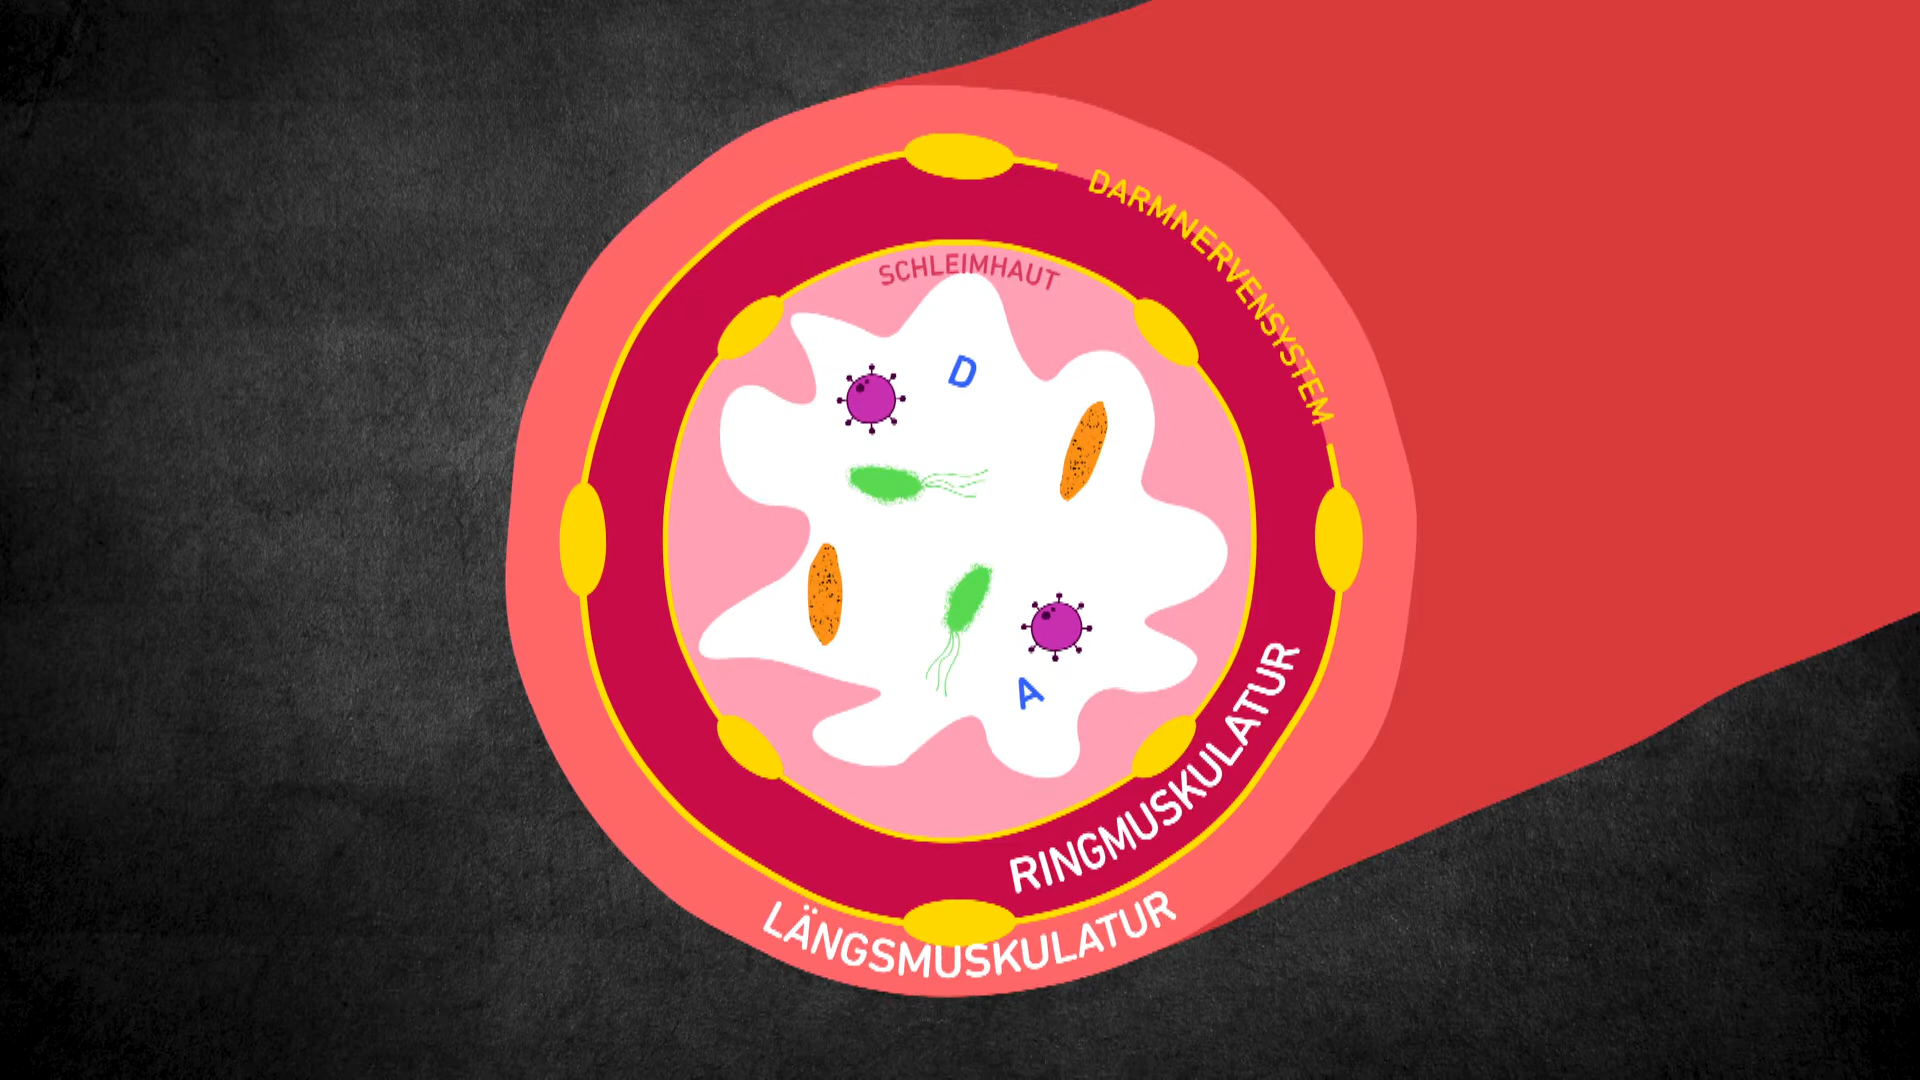 DARMNERVENSYSTEM
SCHLEIMHAUT
D
A
RINGMUSKULATUR
LÄNGSMUSKULATUR